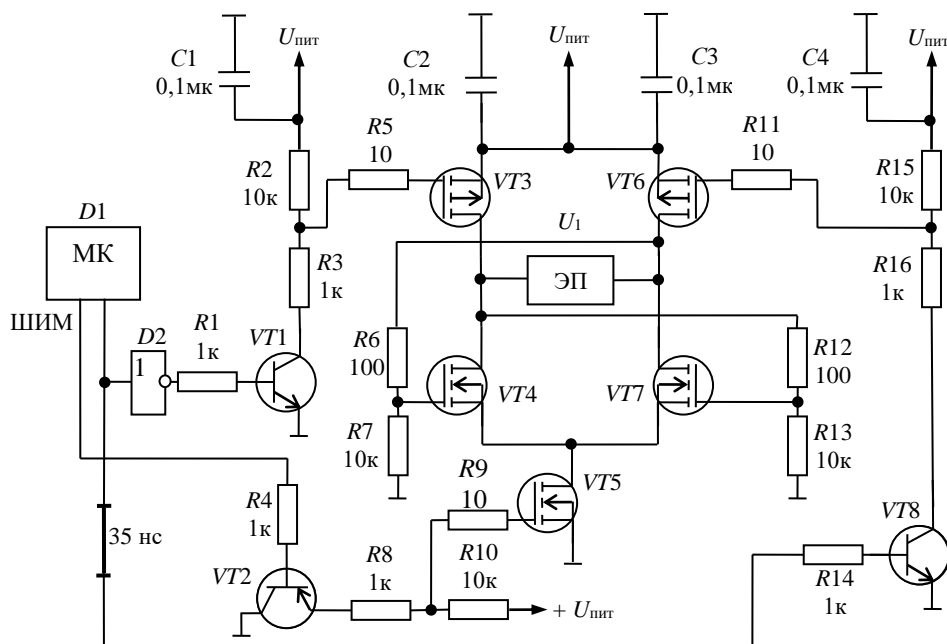 C1
0,1мк
Uпит
C2
0,1мк
Uпит
C3
0,1мк
C4
0,1мк
Uпит
R5
10
R11
10
R2
10к
VT3
VT6
R15
10к
D1
МК
U1
ЭП
R3
1к
R16
1к
ШИМ
D2
1
R1
1к
VT1
R6
100
VT4
VT7
R12
100
R7
10к
R13
10к
R9
10
VT5
R4
1к
35 нс
VT8
VT2
R8
1к
R10
10к
+ Uпит
R14
1к